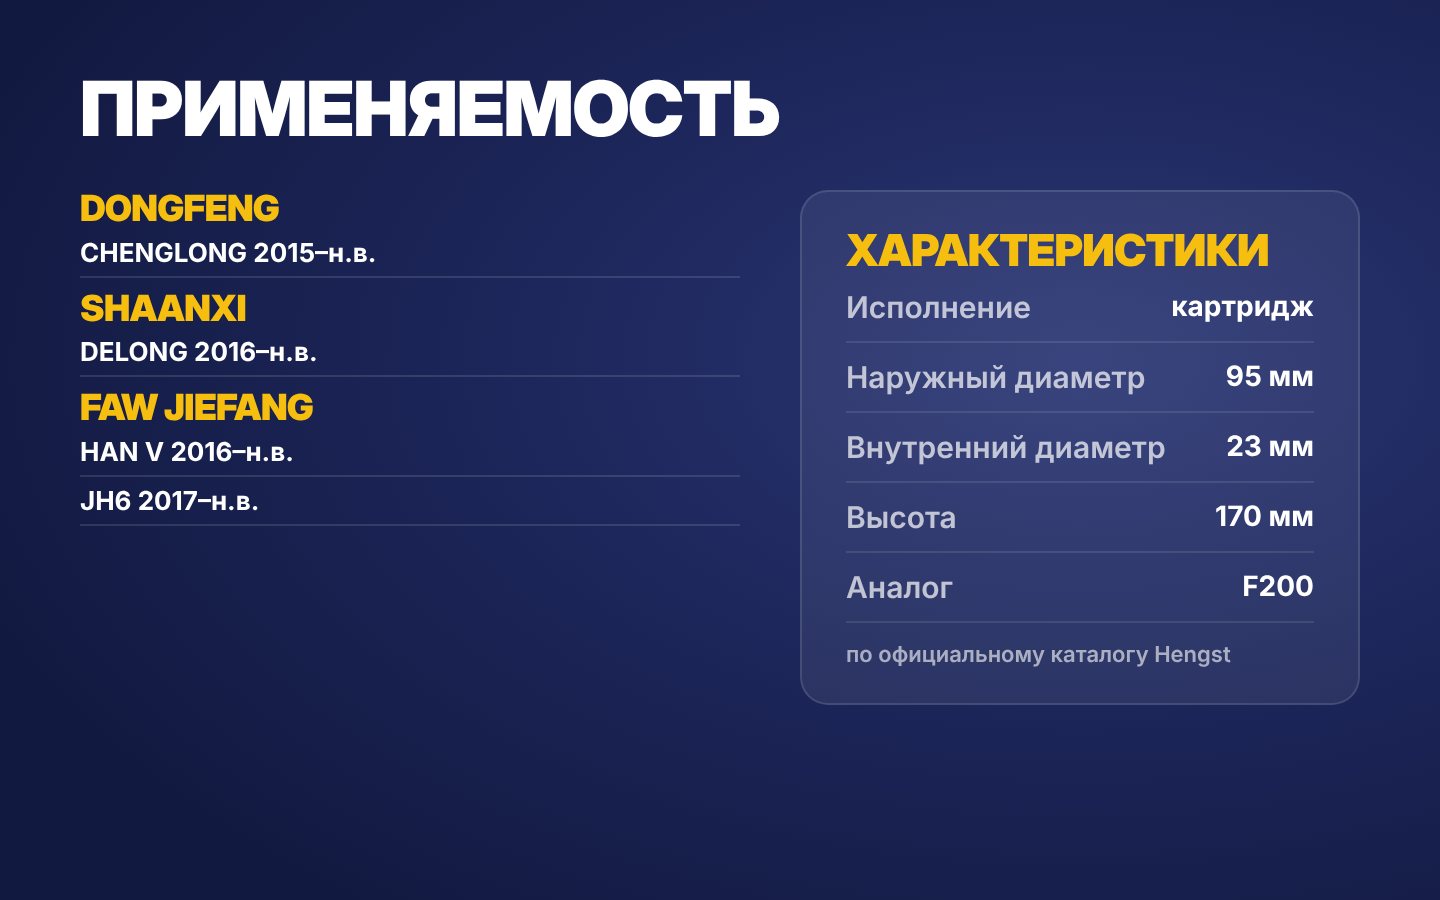 ПРИМЕНЯЕМОСТЬ
DONGFENG
CHENGLONG 2015–н.в.
SHAANXI
DELONG 2016–н.в.
FAW JIEFANG
HAN V 2016–н.в.
JH6 2017–н.в.
ХАРАКТЕРИСТИКИ
Исполнение картридж
Наружный диаметр 95 мм
Внутренний диаметр 23 мм
Высота 170 мм
Аналог F200
по официальному каталогу Hengst